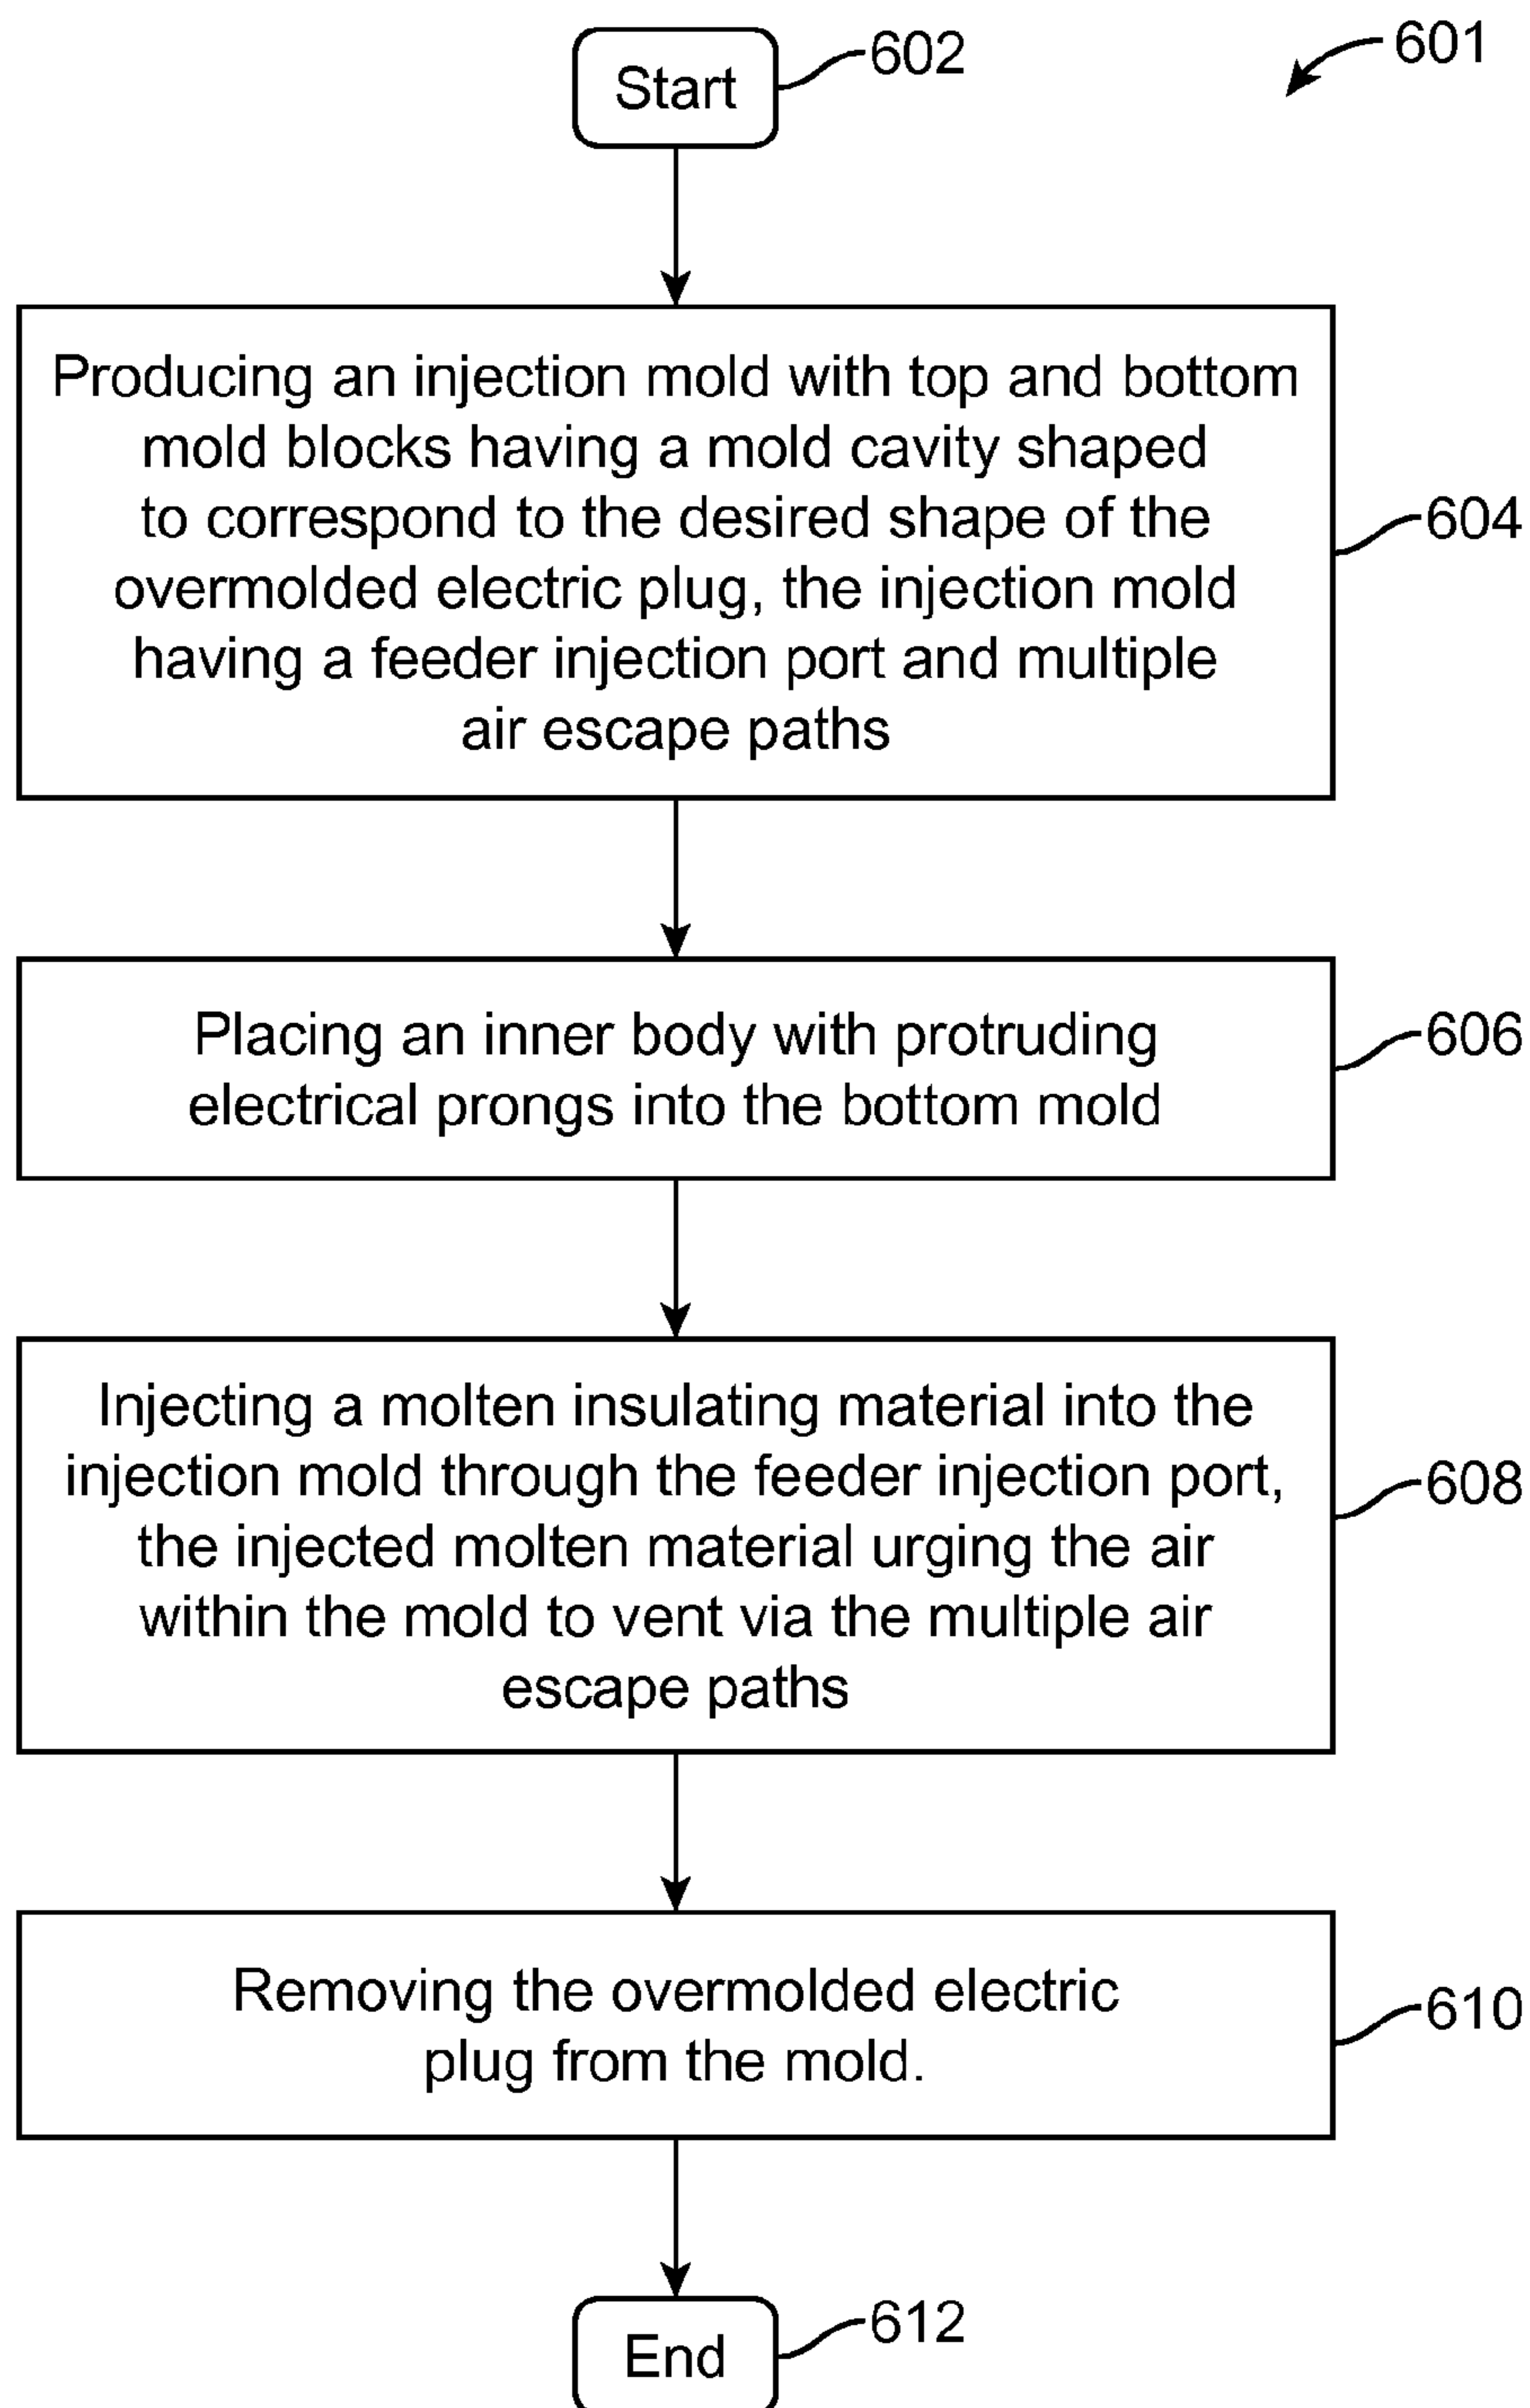 601
Start
602
Producing an injection mold with top and bottom
mold blocks having a mold cavity shaped
to correspond to the desired shape of the
overmolded electric plug, the injection mold
having a feeder injection port and multiple
air escape paths
604
Placing an inner body with protruding
electrical prongs into the bottom mold
606
Injecting a molten insulating material into the
injection mold through the feeder injection port,
the injected molten material urging the air
within the mold to vent via the multiple air
escape paths
608
Removing the overmolded electric
plug from the mold.
610
End
612